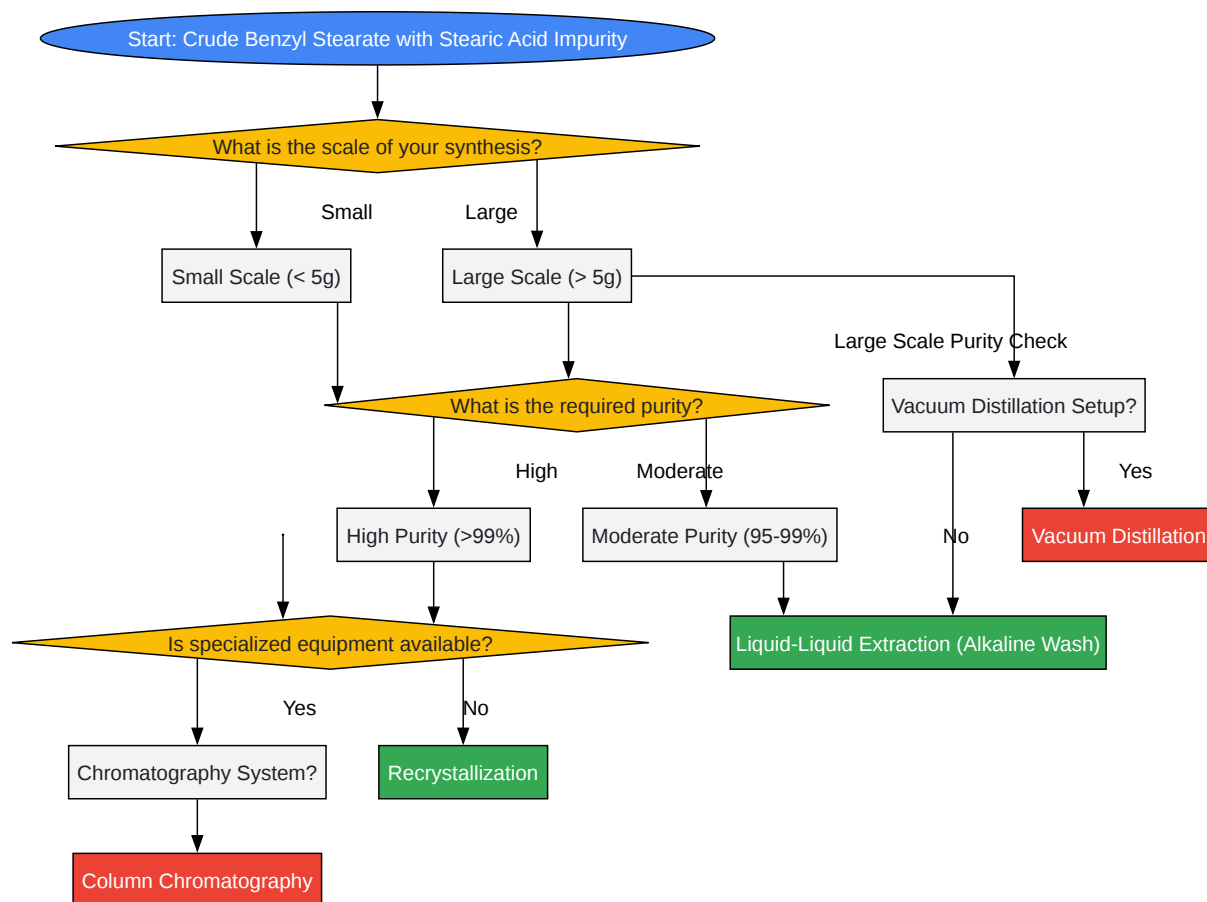 Start: Crude Benzyl Stearate with Stearic Acid Impurity
What is the scale of your synthesis?
Small
Large
Small Scale (< 5g)
Large Scale (> 5g)
Large Scale Purity Check
What is the required purity?
Vacuum Distillation Setup?
High
Moderate
Yes
High Purity (>99%)
Moderate Purity (95-99%)
No
Vacuum Distillation
Is specialized equipment available?
Liquid-Liquid Extraction (Alkaline Wash)
Yes
No
Chromatography System?
Recrystallization
Column Chromatography